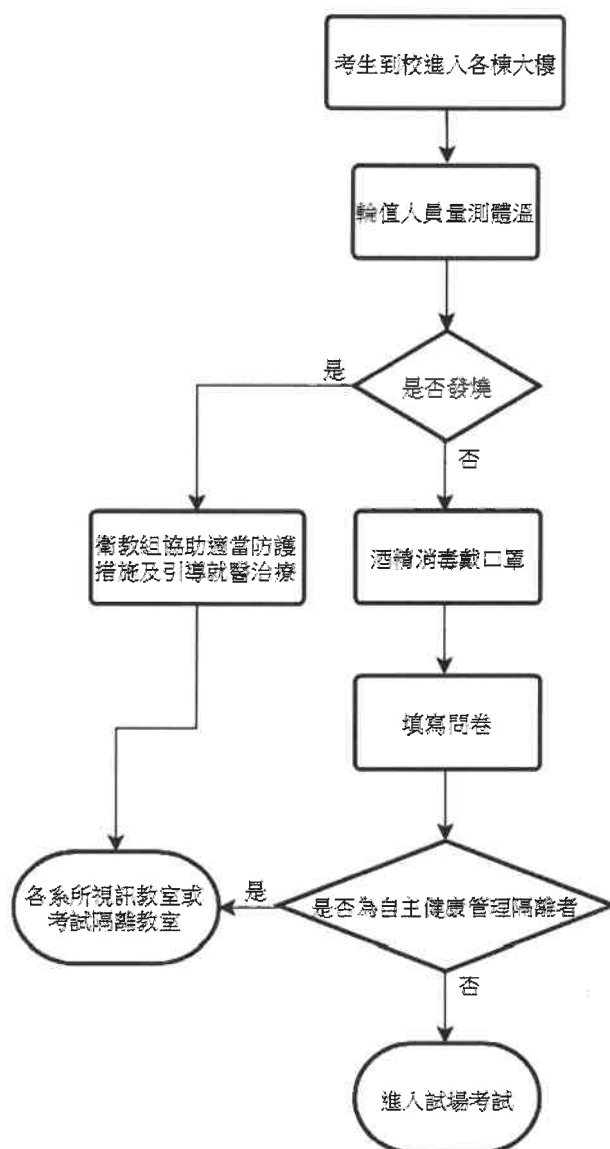 考生到校進入各棟大樓
輪值人員量測體溫
是否發燒
是
否
衛教組協助適當防護
措施及引導就醫治療
酒精消毒戴口罩
填寫問卷
是否為自主健康管理隔離者
是
各系所視訊教室或
考試隔離教室
否
進入試場考試